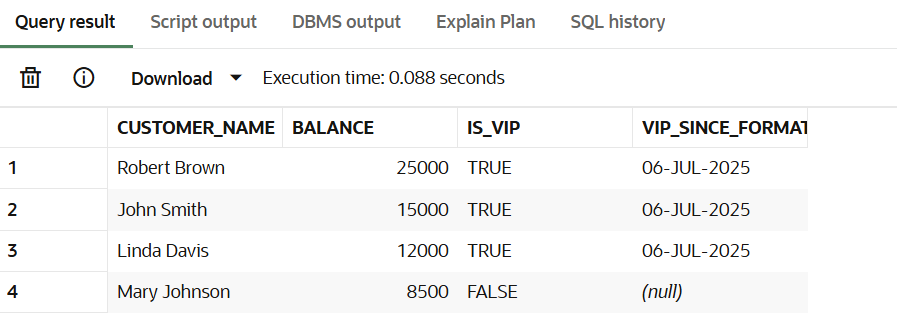 Query result Script output DBMS output Explain Plan SQL history
Download Execution time: 0.088 seconds
CUSTOMER_NAME BALANCE IS_VIP VIP_SINCE_FORMAT
1 Robert Brown 25000 TRUE 06-JUL-2025
2 John Smith 15000 TRUE 06-JUL-2025
3 Linda Davis 12000 TRUE 06-JUL-2025
4 Mary Johnson 8500 FALSE (null)